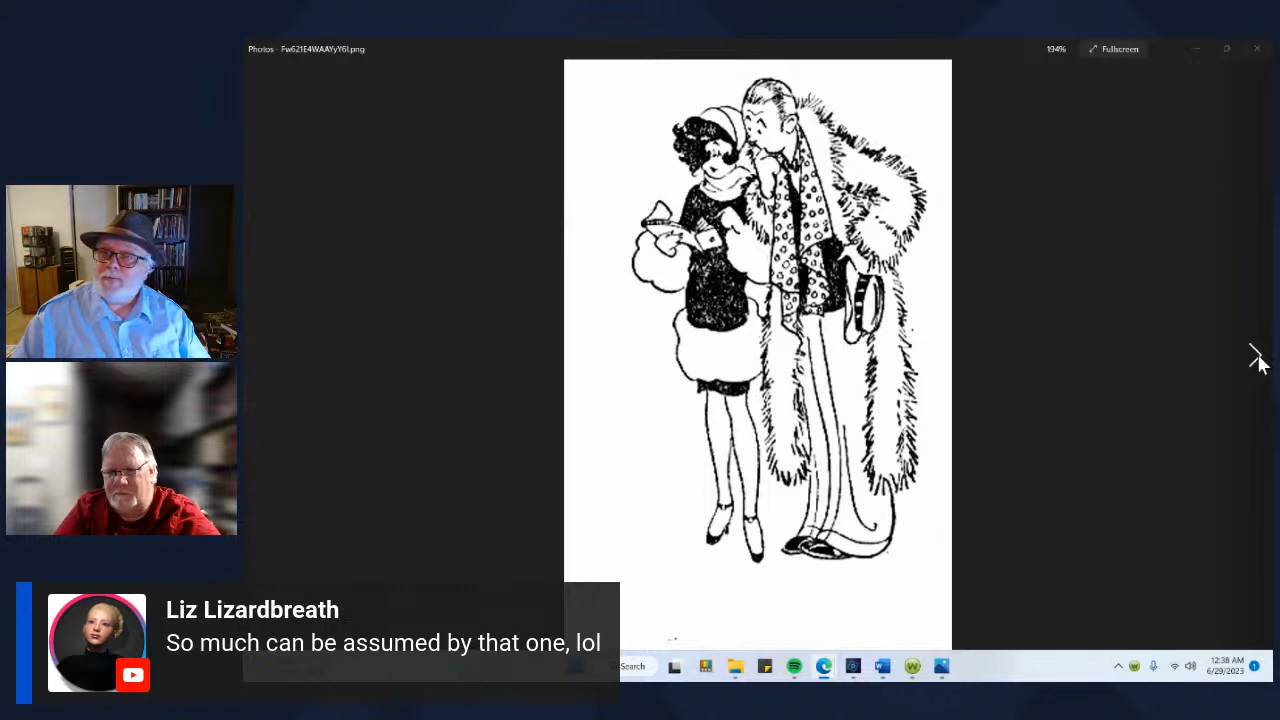 Photos - Fw621E4WAAYyY6I.png
194%
Fullscreen
Liz Lizardbreath
So much can be assumed by that one, lol
Search
12:38 AM
6/29/2023